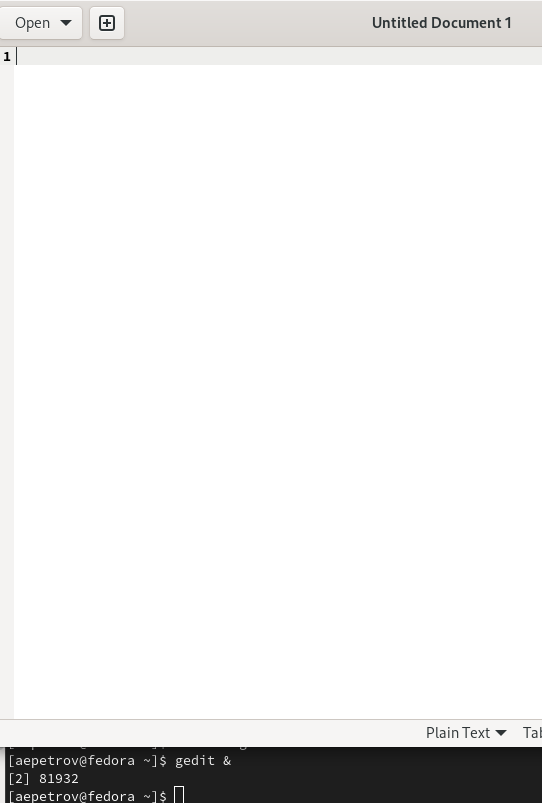 Open
Untitled Document 1
1
Plain Text
[aepetrov@fedora ~]$ gedit &
[2] 81932
[aepetrov@fedora ~]$